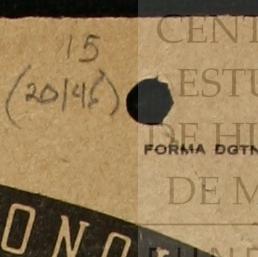 15
(20/46)
CENT
ESTU
DE HI
FORMA DGTN
DE M
ONO